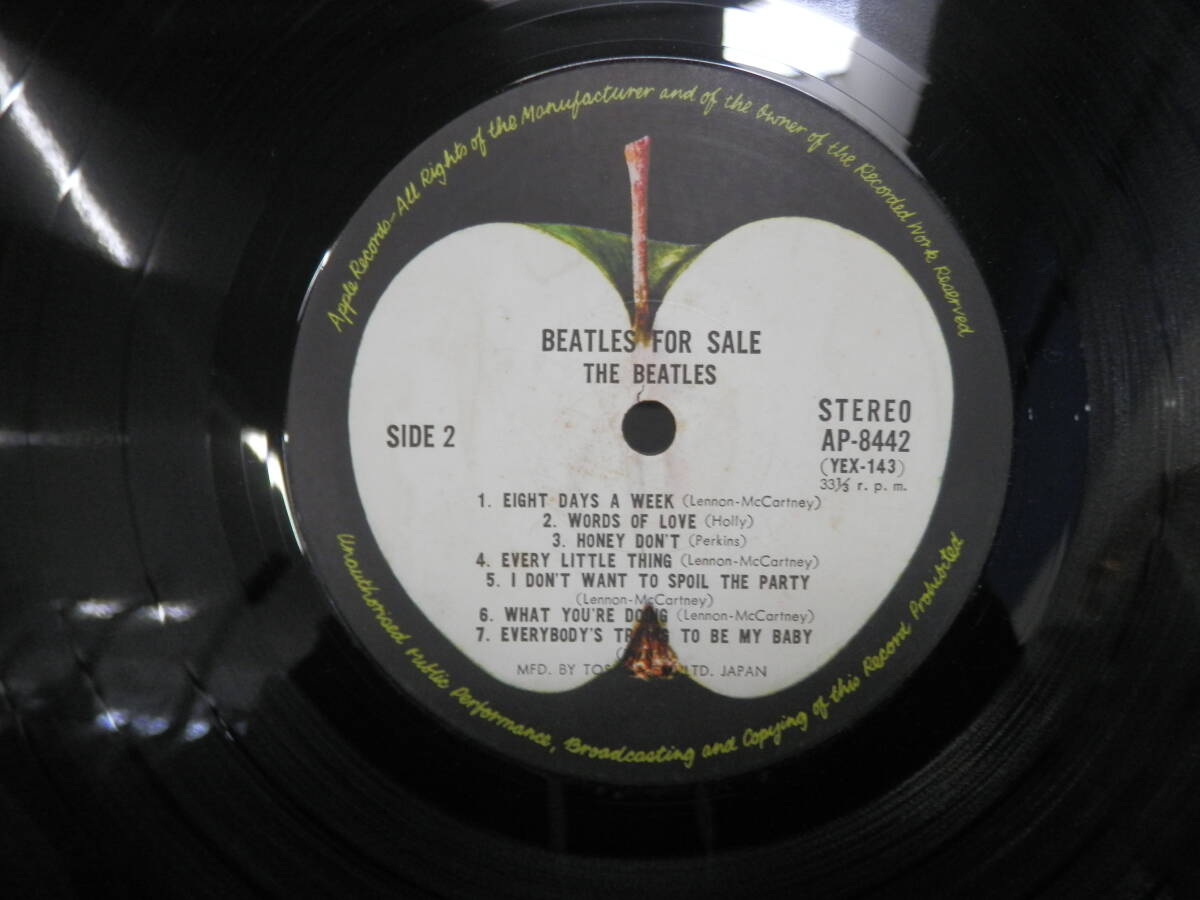 Apple Records - All Rights of the Manufacturer and of the Owner of the Recorded Work Reserved
BEATLES FOR SALE
THE BEATLES
SIDE 2
STEREO
AP-8442
(YEX-143)
33⅓ r. p. m.
1. EIGHT DAYS A WEEK (Lennon-McCartney)
2. WORDS OF LOVE (Holly)
3. HONEY DON'T (Perkins)
4. EVERY LITTLE THING (Lennon-McCartney)
5. I DON'T WANT TO SPOIL THE PARTY
(Lennon-McCartney)
6. WHAT YOU'RE DOING (Lennon-McCartney)
7. EVERYBODY'S TRYING TO BE MY BABY
MFD. BY LTD. JAPAN
Unauthorised Public Performance, Broadcasting and Copying of this Record Prohibited